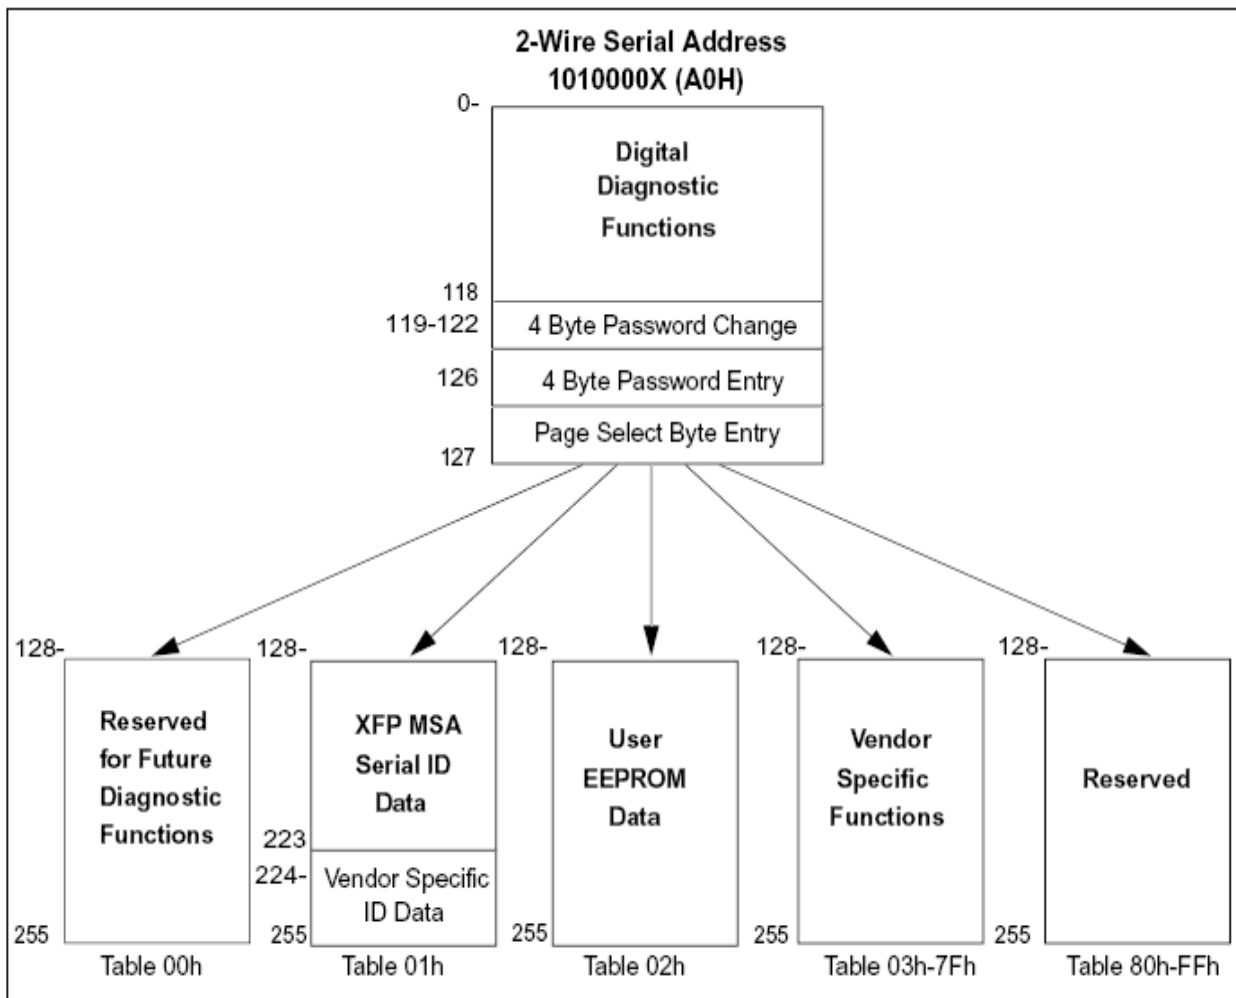 2-Wire Serial Address
1010000X (A0H)
0-
Digital
Diagnostic
Functions
118
119-122
4 Byte Password Change
126
4 Byte Password Entry
Page Select Byte Entry
127
128-
Reserved
for Future
Diagnostic
Functions
255
Table 00h
128-
XFP MSA
Serial ID
Data
223
224-
Vendor Specific
ID Data
255
Table 01h
128-
User
EEPROM
Data
255
Table 02h
128-
Vendor
Specific
Functions
255
Table 03h-7Fh
128-
Reserved
255
Table 80h-FFh